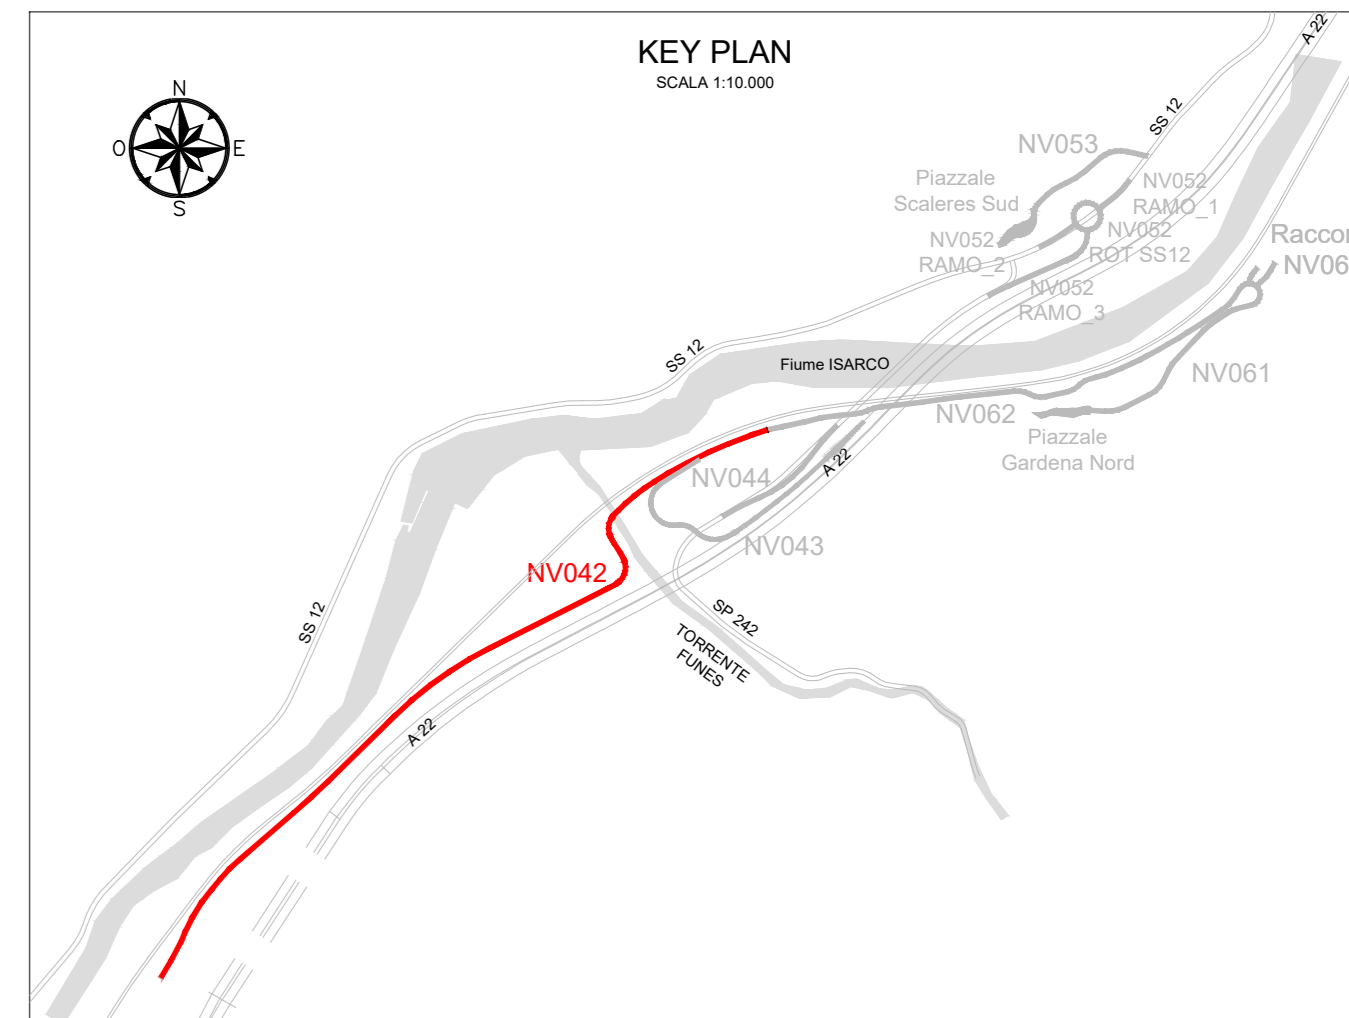 KEY PLAN
SCALA 1:10.000
N
O
E
S
A 22
SS 12
NV053
Piazzale
Scaleres Sud
NV052
RAMO_1
NV052
RAMO_2
NV052
ROT SS12
Raccor
NV06
NV052
RAMO_3
SS 12
Fiume ISARCO
NV061
NV062
Piazzale
Gardena Nord
A 22
NV044
NV043
NV042
SS 12
SP 242
TORRENTE
FUNES
A 22